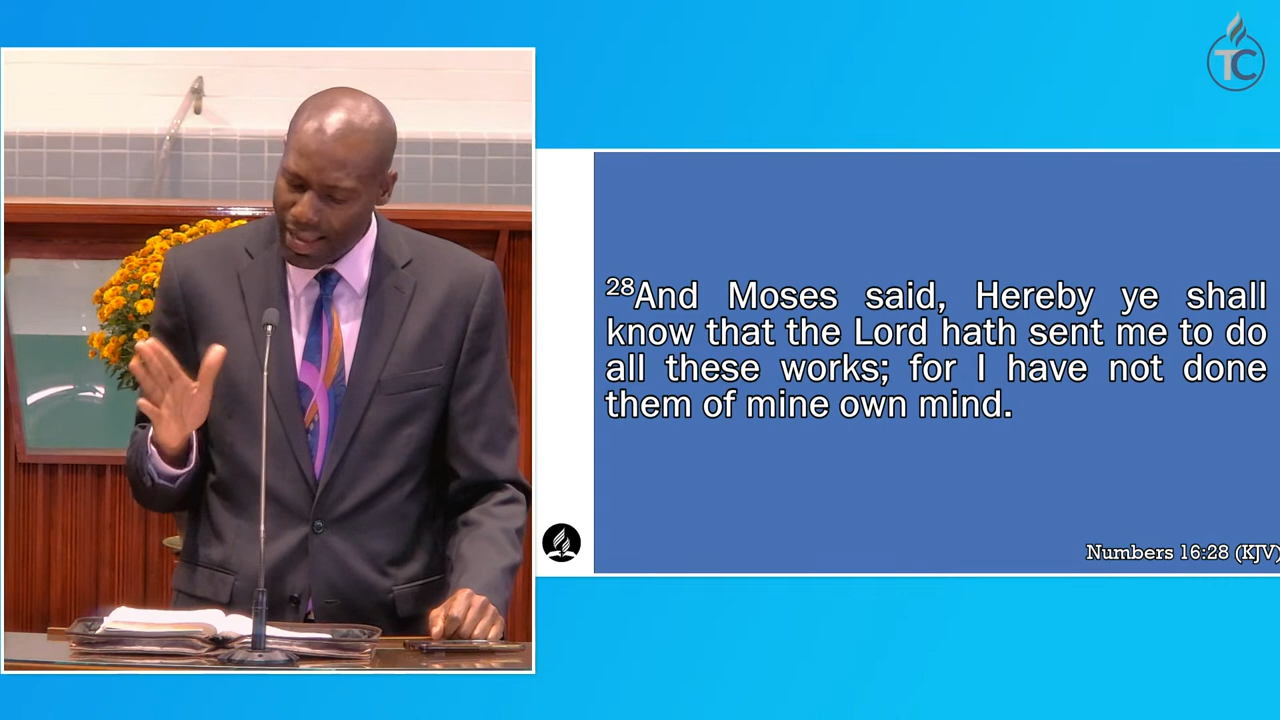 TC
²⁸And Moses said, Hereby ye shall
know that the Lord hath sent me to do
all these works; for I have not done
them of mine own mind.
Numbers 16:28 (KJV)